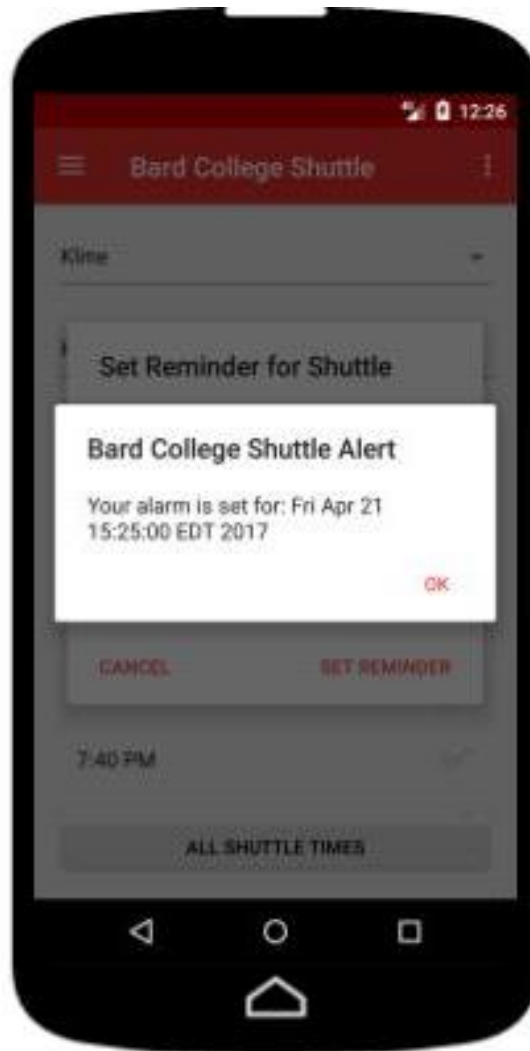 12:26
Bard College Shuttle
Kline
Set Reminder for Shuttle
Bard College Shuttle Alert
Your alarm is set for: Fri Apr 21
15:25:00 EDT 2017
OK
CANCEL SET REMINDER
7:40 PM
ALL SHUTTLE TIMES